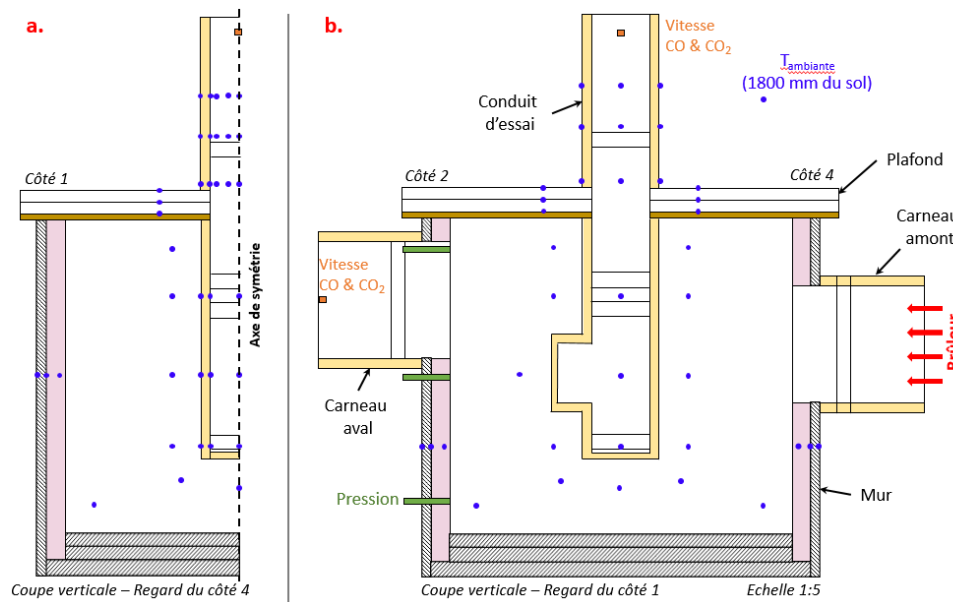 a.
Côté 1
Axe de symétrie
Coupe verticale – Regard du côté 4
b.
Vitesse
CO & CO₂
Tambiante
(1800 mm du sol)
Conduit
d'essai
Plafond
Côté 2
Côté 4
Carneau
amont
Vitesse
CO & CO₂
Brûleur
Carneau
aval
Pression
Mur
Coupe verticale – Regard du côté 1
Echelle 1:5